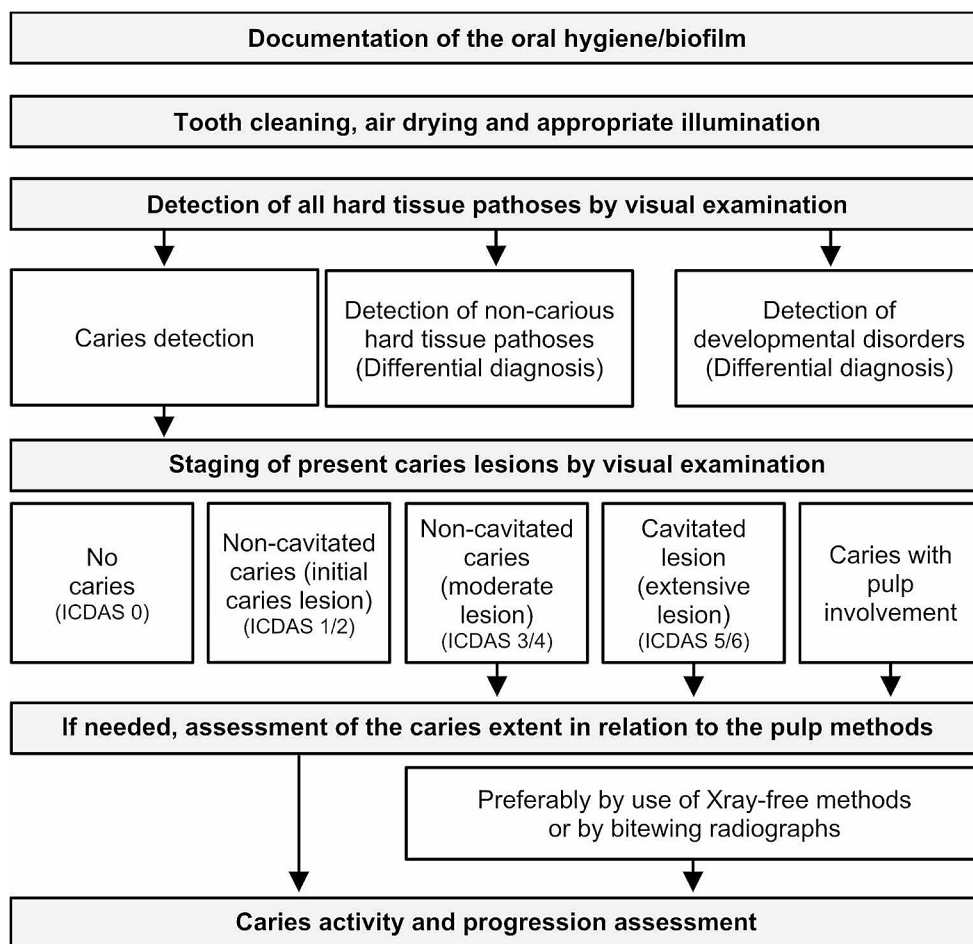 Documentation of the oral hygiene/biofilm
Tooth cleaning, air drying and appropriate illumination
Detection of all hard tissue pathoses by visual examination
Caries detection
Detection of non-carious
hard tissue pathoses
(Differential diagnosis)
Detection of
developmental disorders
(Differential diagnosis)
Staging of present caries lesions by visual examination
No
caries
(ICDAS 0)
Non-cavitated
caries (initial
caries lesion)
(ICDAS 1/2)
Non-cavitated
caries
(moderate
lesion)
(ICDAS 3/4)
Cavitated
lesion
(extensive
lesion)
(ICDAS 5/6)
Caries with
pulp
involvement
If needed, assessment of the caries extent in relation to the pulp methods
Preferably by use of Xray-free methods
or by bitewing radiographs
Caries activity and progression assessment